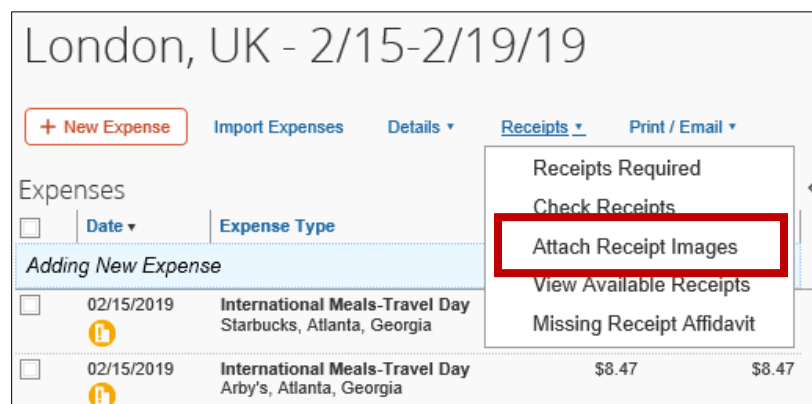 London, UK - 2/15-2/19/19
+ New Expense Import Expenses Details Receipts Print / Email
Receipts Required
Expenses
Check Receipts
Date Expense Type
Attach Receipt Images
Adding New Expense
View Available Receipts
02/15/2019 International Meals-Travel Day
Starbucks, Atlanta, Georgia
Missing Receipt Affidavit
02/15/2019 International Meals-Travel Day $8.47 $8.47
Arby's, Atlanta, Georgia